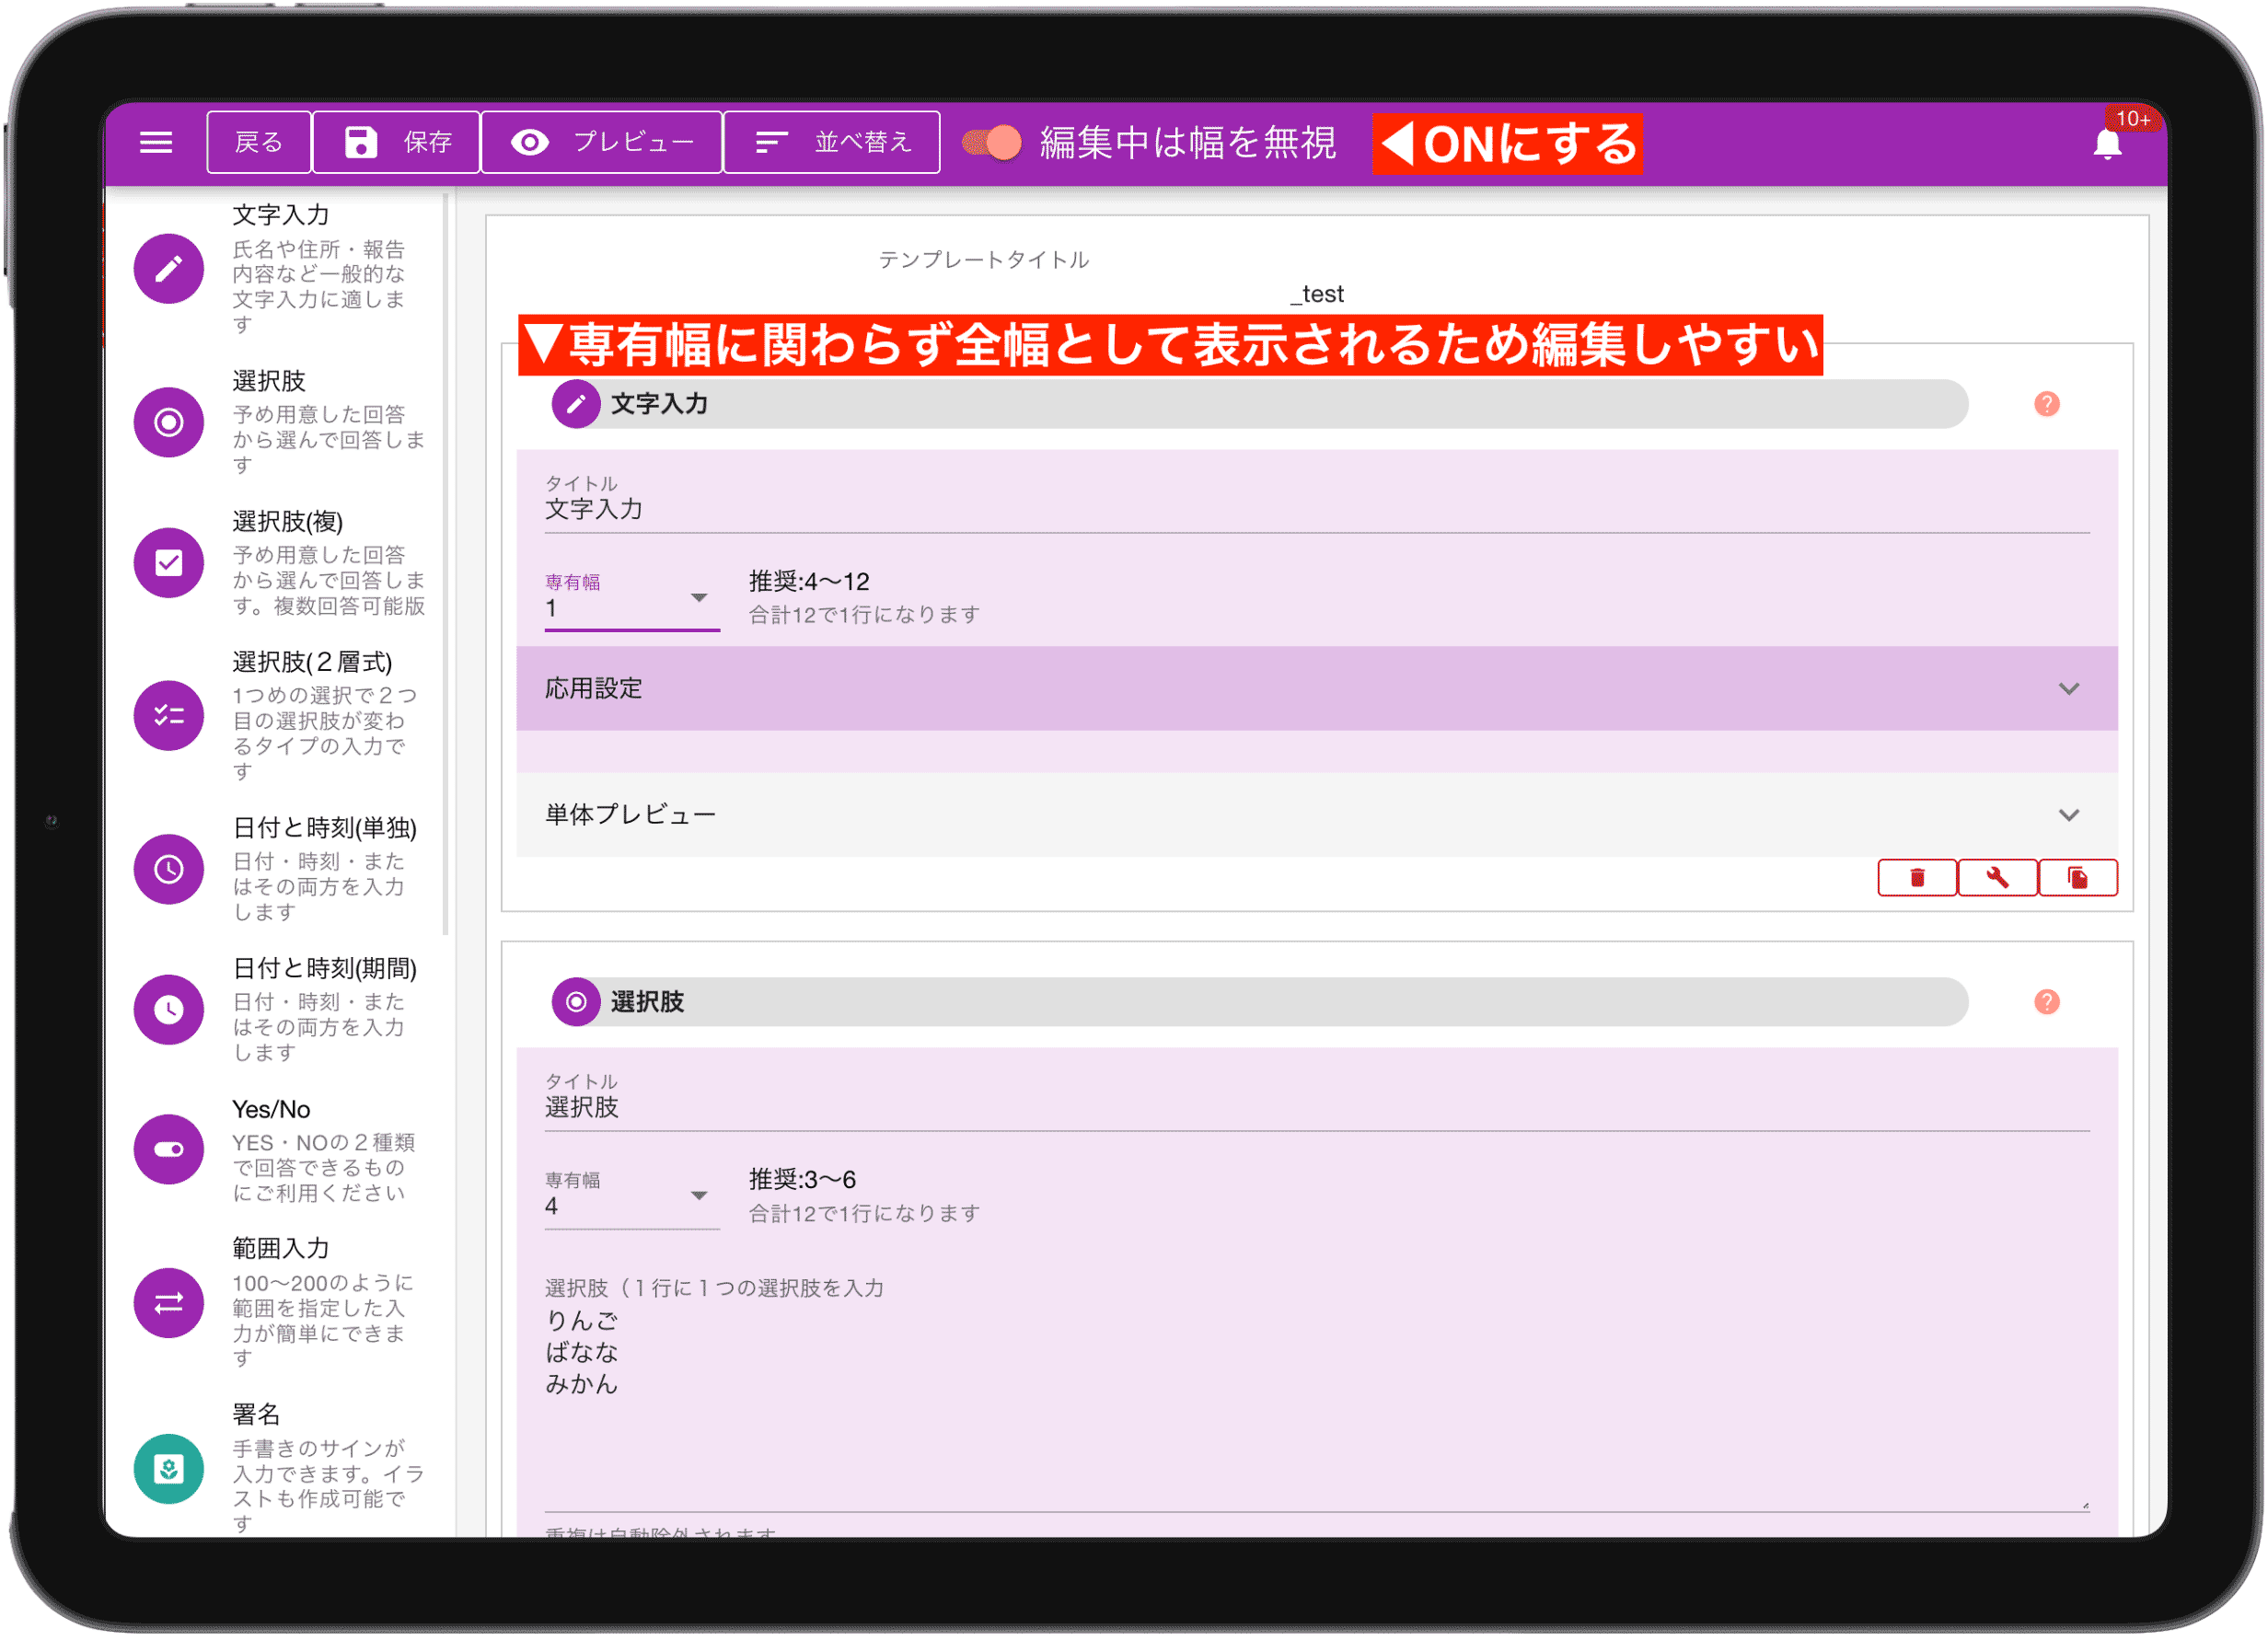 戻る
保存
プレビュー
並べ替え
編集中は幅を無視
◀ONにする
10+
文字入力
氏名や住所・報告
内容など一般的な
文字入力に適しま
す
選択肢
予め用意した回答
から選んで回答しま
す
選択肢(複)
予め用意した回答
から選んで回答しま
す。複数回答可能版
選択肢(２層式)
1つめの選択で２つ
目の選択肢が変わ
るタイプの入力で
す
日付と時刻(単独)
日付・時刻・また
はその両方を入力
します
日付と時刻(期間)
日付・時刻・また
はその両方を入力
します
Yes/No
YES・NOの２種類
で回答できるもの
にご利用ください
範囲入力
100〜200のように
範囲を指定した入
力が簡単にできま
す
署名
手書きのサインが
入力できます。イラ
ストも作成可能で
す
テンプレートタイトル
_test
▼専有幅に関わらず全幅として表示されるため編集しやすい
文字入力
?
タイトル
文字入力
専有幅
1
推奨:4〜12
合計12で1行になります
応用設定
単体プレビュー
選択肢
?
タイトル
選択肢
専有幅
4
推奨:3〜6
合計12で1行になります
選択肢（１行に１つの選択肢を入力
りんご
ばなな
みかん
重複は自動除外されます